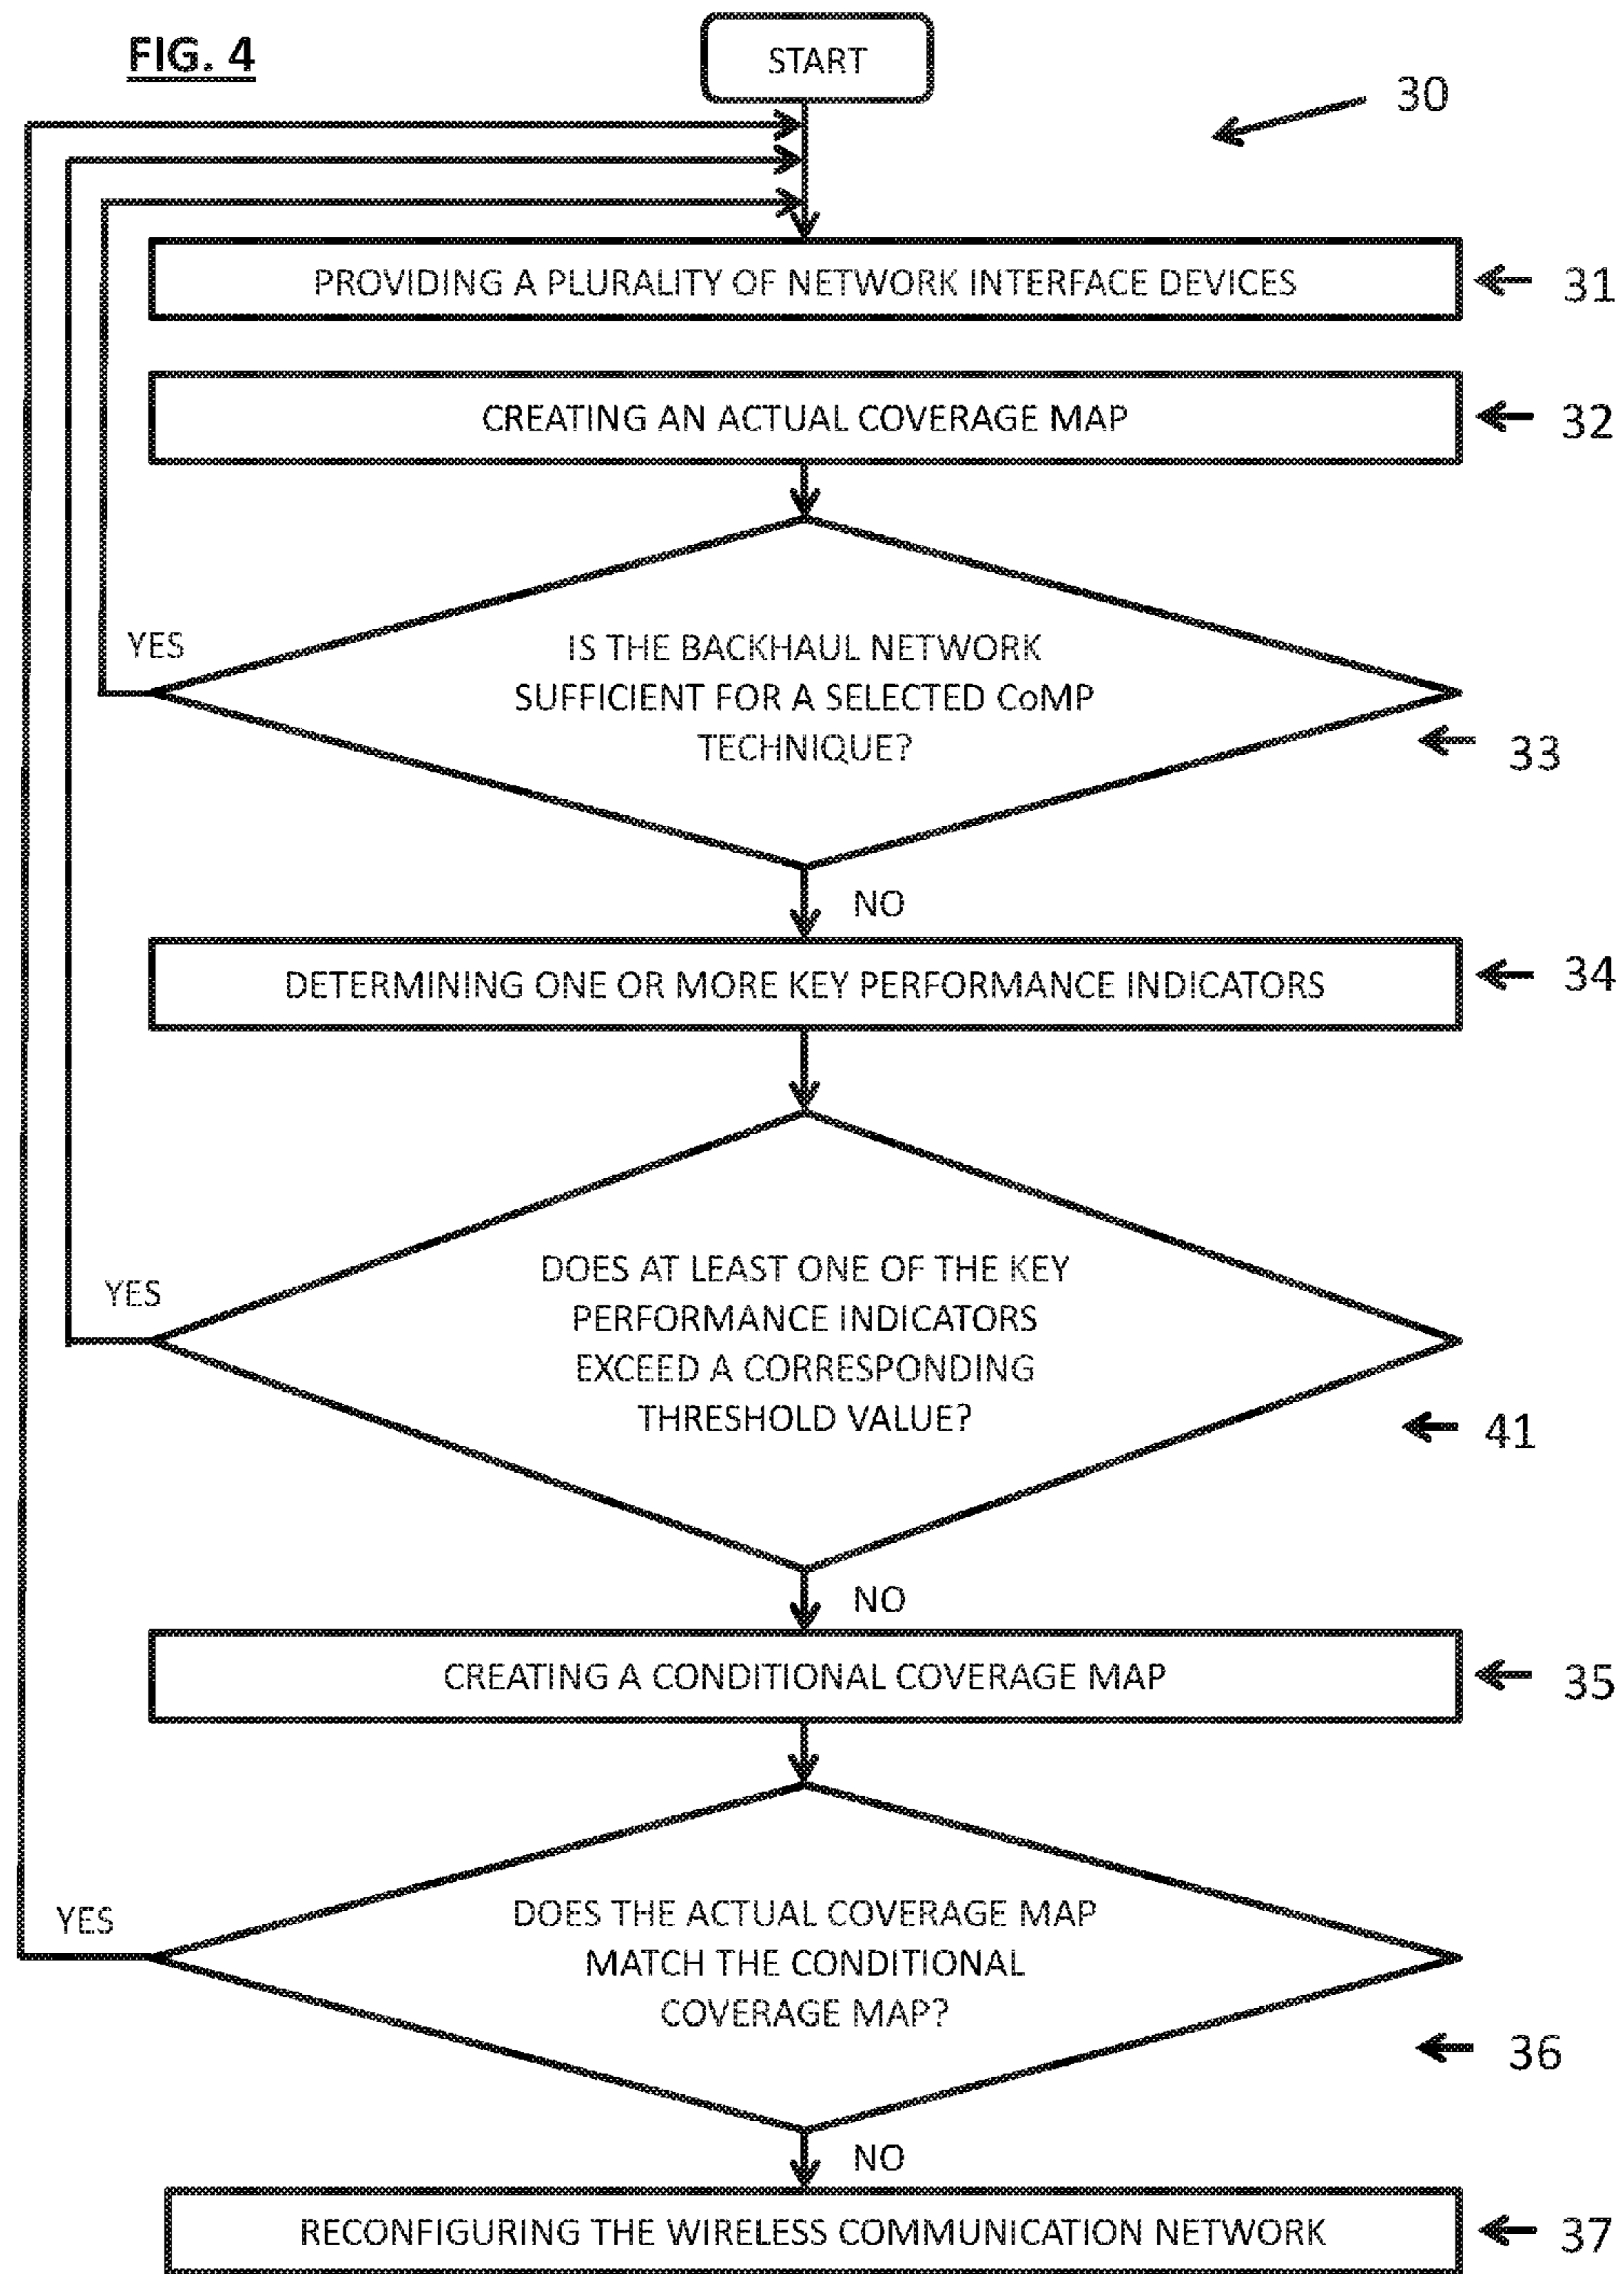 FIG. 4
START
30
PROVIDING A PLURALITY OF NETWORK INTERFACE DEVICES
31
CREATING AN ACTUAL COVERAGE MAP
32
YES
IS THE BACKHAUL NETWORK
SUFFICIENT FOR A SELECTED CoMP
TECHNIQUE?
33
NO
DETERMINING ONE OR MORE KEY PERFORMANCE INDICATORS
34
YES
DOES AT LEAST ONE OF THE KEY
PERFORMANCE INDICATORS
EXCEED A CORRESPONDING
THRESHOLD VALUE?
41
NO
CREATING A CONDITIONAL COVERAGE MAP
35
YES
DOES THE ACTUAL COVERAGE MAP
MATCH THE CONDITIONAL
COVERAGE MAP?
36
NO
RECONFIGURING THE WIRELESS COMMUNICATION NETWORK
37